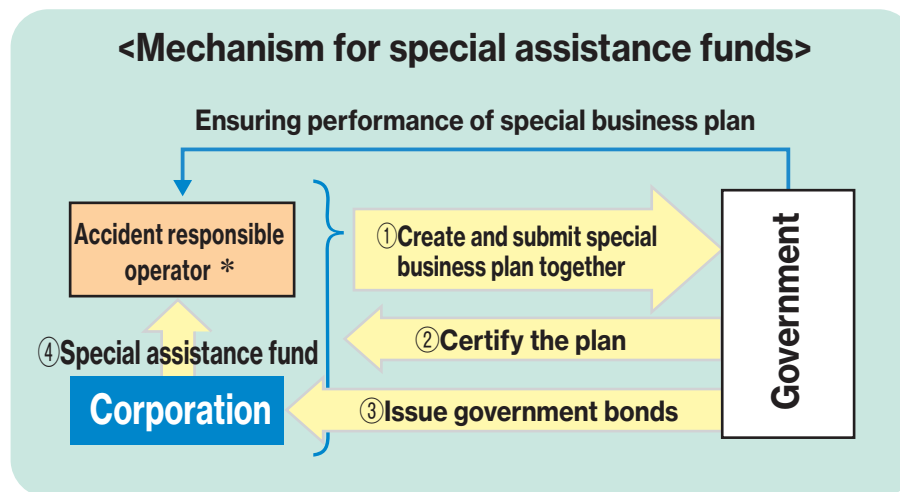 <Mechanism for special assistance funds>
Ensuring performance of special business plan
Accident responsible
operator *
①Create and submit special
business plan together
②Certify the plan
③Issue government bonds
④Special assistance fund
Corporation
Government